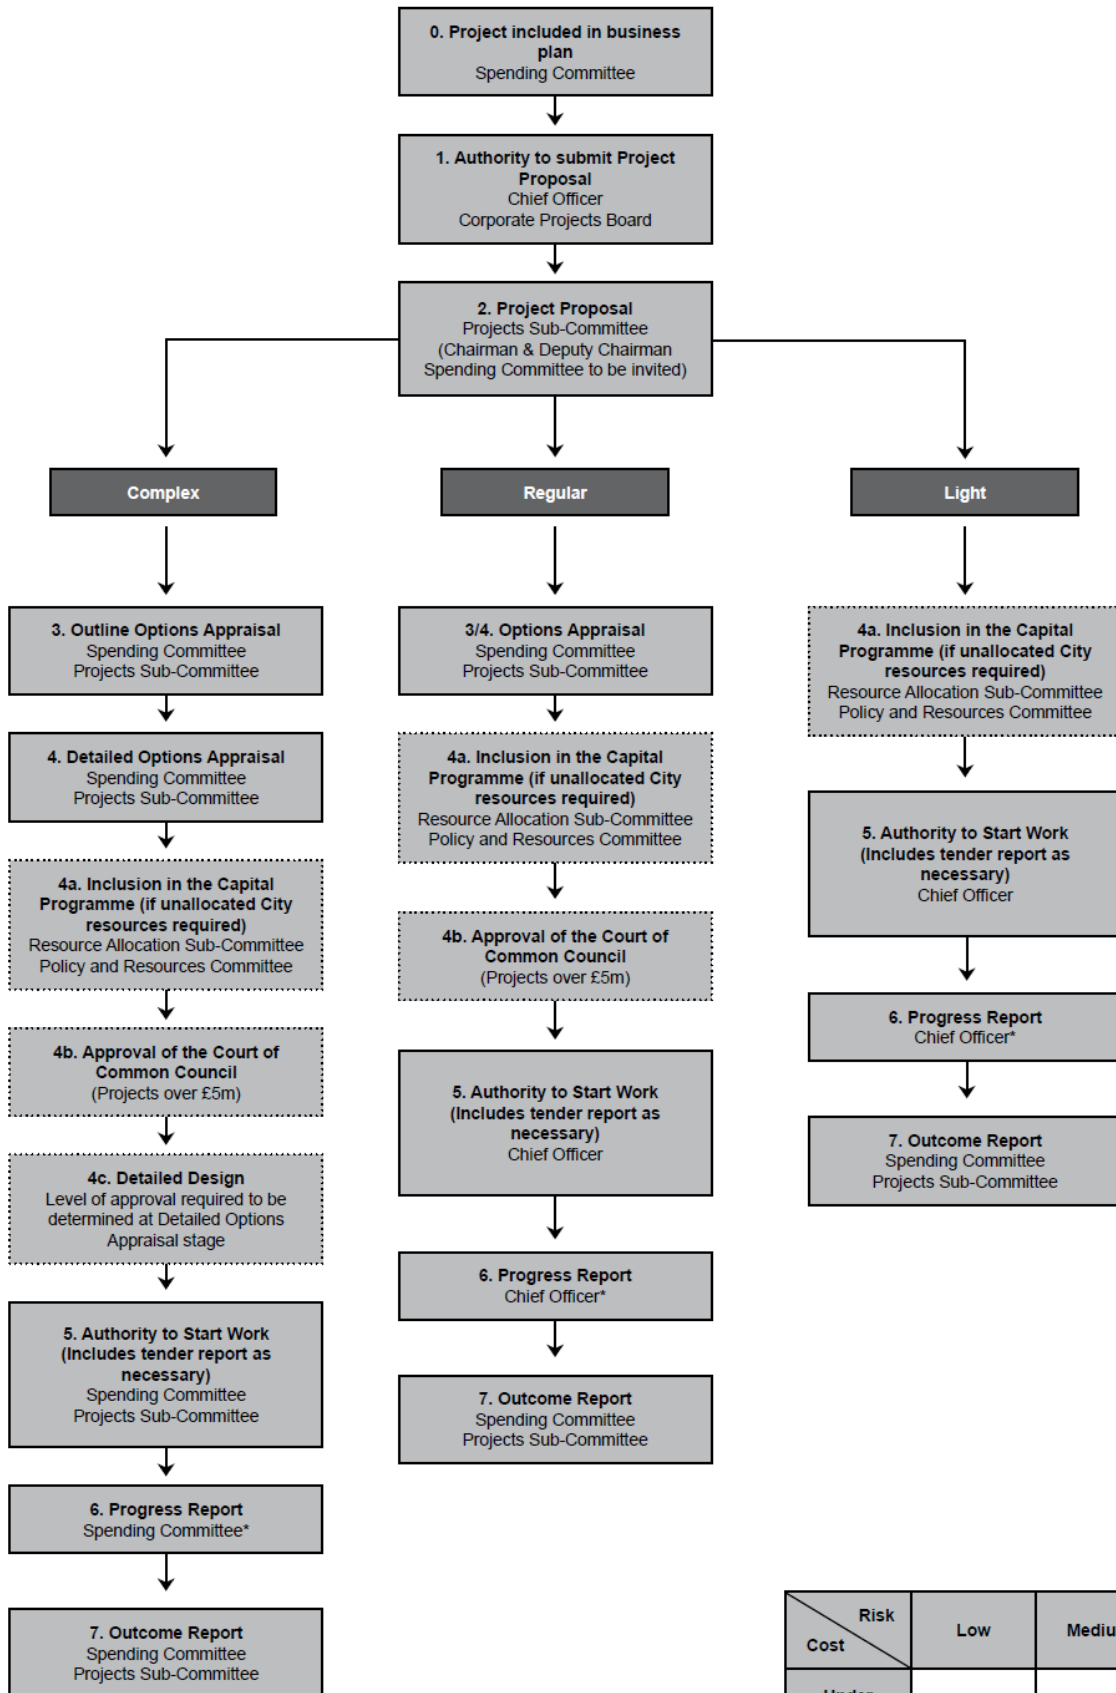 0. Project included in business
plan
Spending Committee
1. Authority to submit Project
Proposal
Chief Officer
Corporate Projects Board
2. Project Proposal
Projects Sub-Committee
(Chairman & Deputy Chairman
Spending Committee to be invited)
Complex
Regular
Light
3. Outline Options Appraisal
Spending Committee
Projects Sub-Committee
4. Detailed Options Appraisal
Spending Committee
Projects Sub-Committee
4a. Inclusion in the Capital
Programme (if unallocated City
resources required)
Resource Allocation Sub-Committee
Policy and Resources Committee
4b. Approval of the Court of
Common Council
(Projects over £5m)
4c. Detailed Design
Level of approval required to be
determined at Detailed Options
Appraisal stage
5. Authority to Start Work
(Includes tender report as
necessary)
Spending Committee
Projects Sub-Committee
6. Progress Report
Spending Committee*
7. Outcome Report
Spending Committee
Projects Sub-Committee
3/4. Options Appraisal
Spending Committee
Projects Sub-Committee
4a. Inclusion in the Capital
Programme (if unallocated City
resources required)
Resource Allocation Sub-Committee
Policy and Resources Committee
4b. Approval of the Court of
Common Council
(Projects over £5m)
5. Authority to Start Work
(Includes tender report as
necessary)
Chief Officer
6. Progress Report
Chief Officer*
7. Outcome Report
Spending Committee
Projects Sub-Committee
4a. Inclusion in the Capital
Programme (if unallocated City
resources required)
Resource Allocation Sub-Committee
Policy and Resources Committee
5. Authority to Start Work
(Includes tender report as
necessary)
Chief Officer
6. Progress Report
Chief Officer*
7. Outcome Report
Spending Committee
Projects Sub-Committee
Risk
Cost
Low